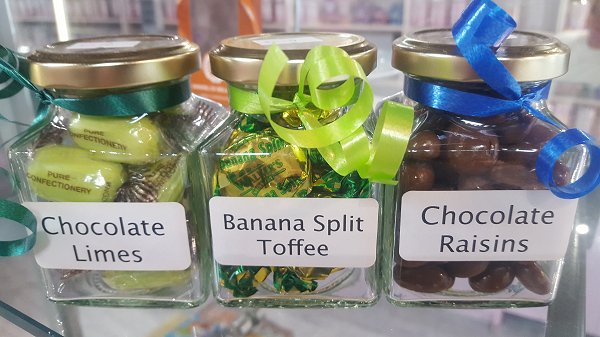 PURE
CONFECTIONERY
PURE
CONFECTIONERY
Chocolate
Limes
Banana Split
Toffee
Chocolate
Raisins